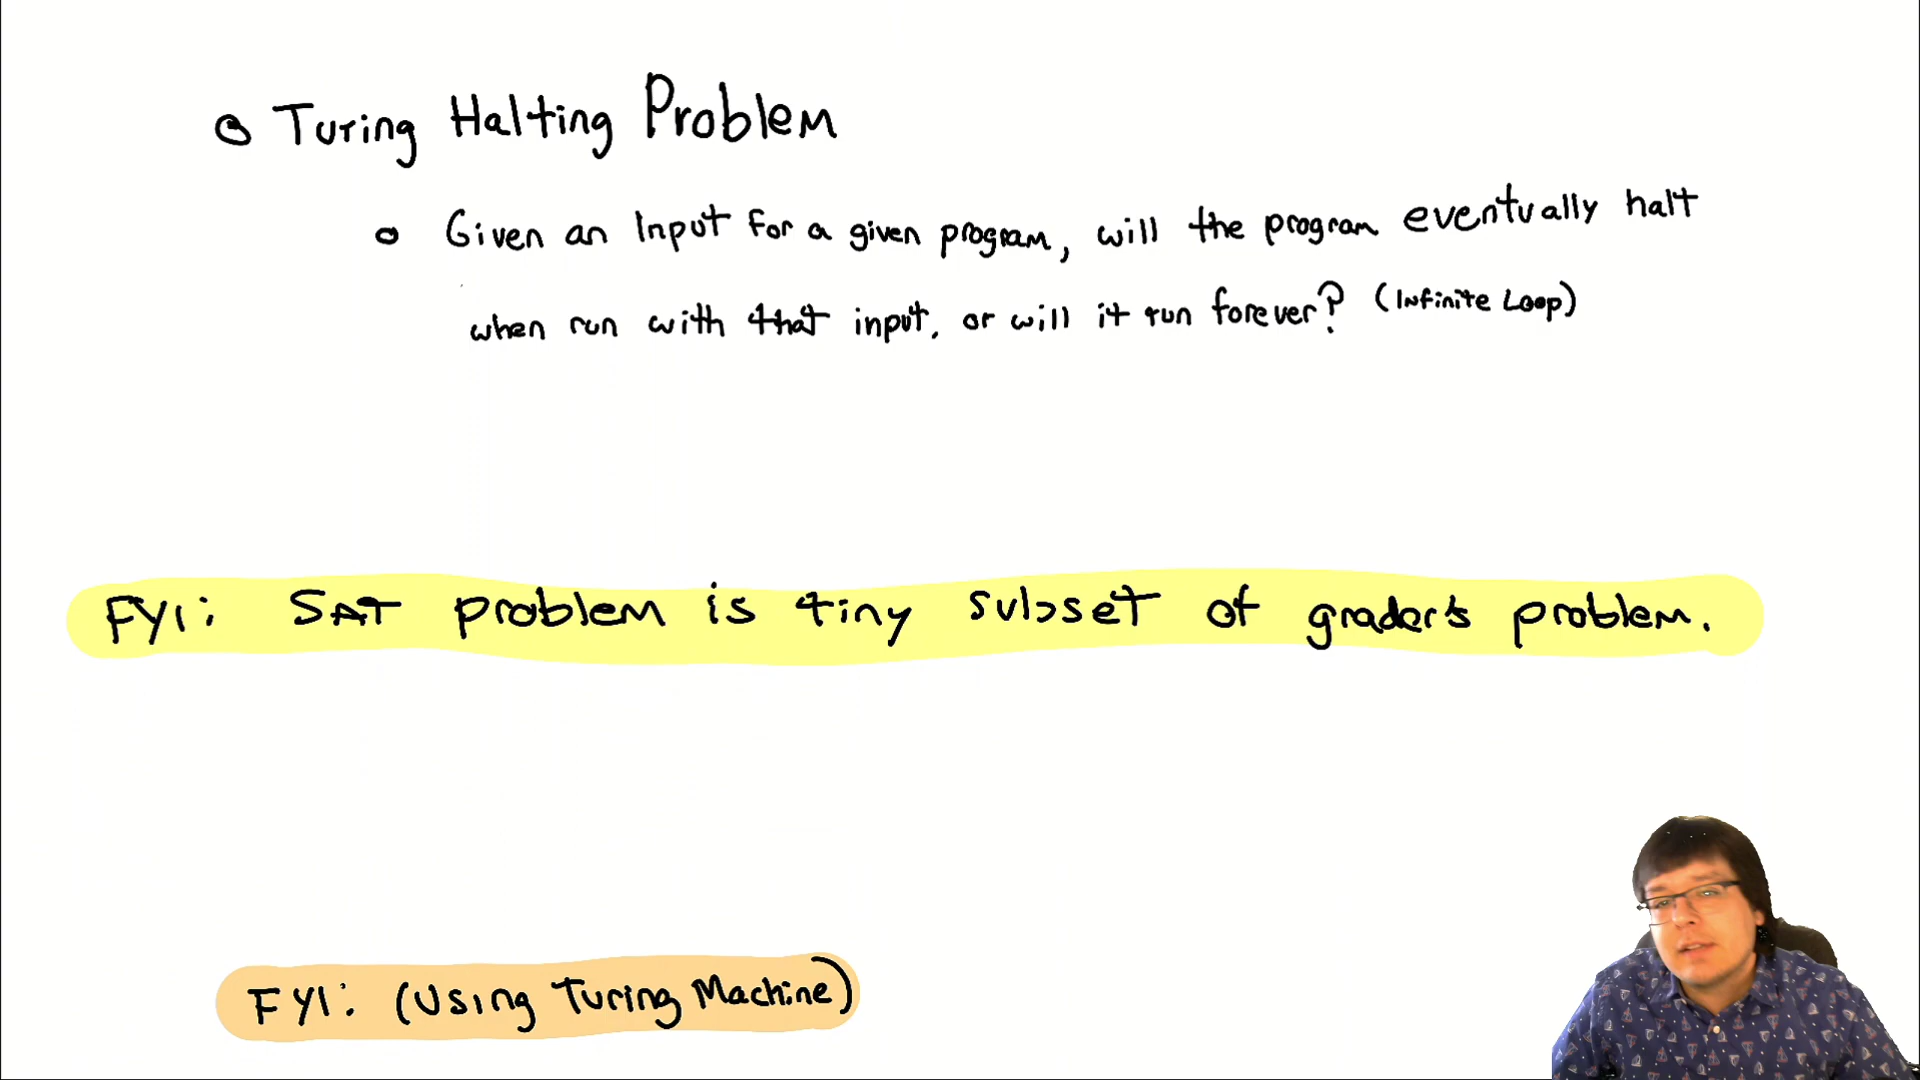 Turing Halting Problem
Given an Input for a given program, will the program eventually halt
when run with that input, or will it run forever? (Infinite Loop)
FYI: SAT problem is tiny subset of grader's problem.
FYI: (Using Turing Machine)